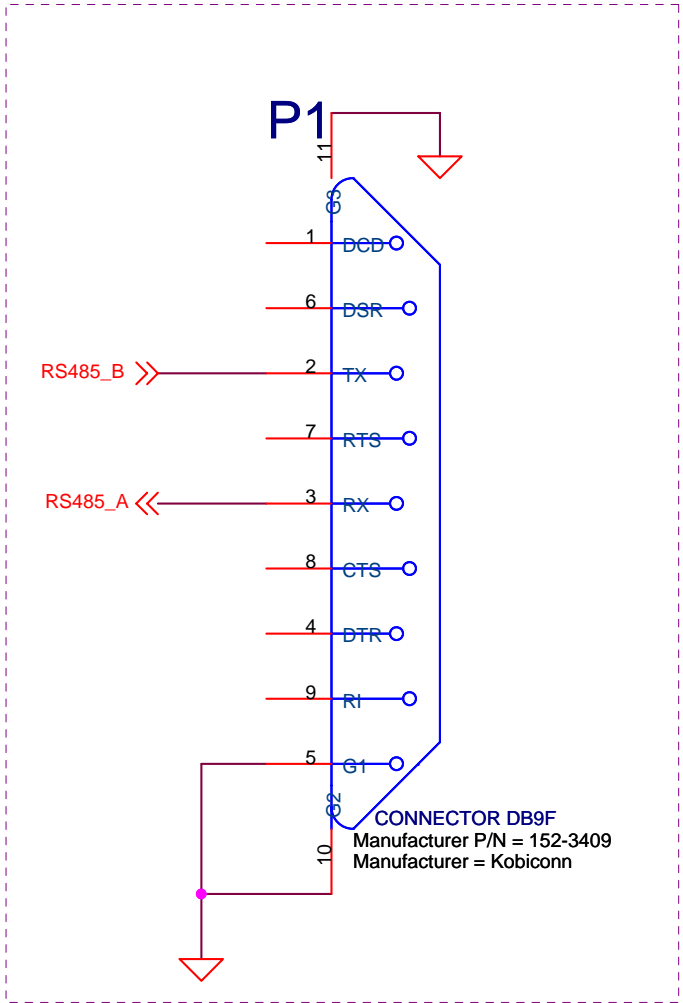 P1
11
G3
1 DCD
6 DSR
RS485_B 2 TX
7 RTS
RS485_A 3 RX
8 CTS
4 DTR
9 RI
5 G1
G2
10
CONNECTOR DB9F
Manufacturer P/N = 152-3409
Manufacturer = Kobiconn